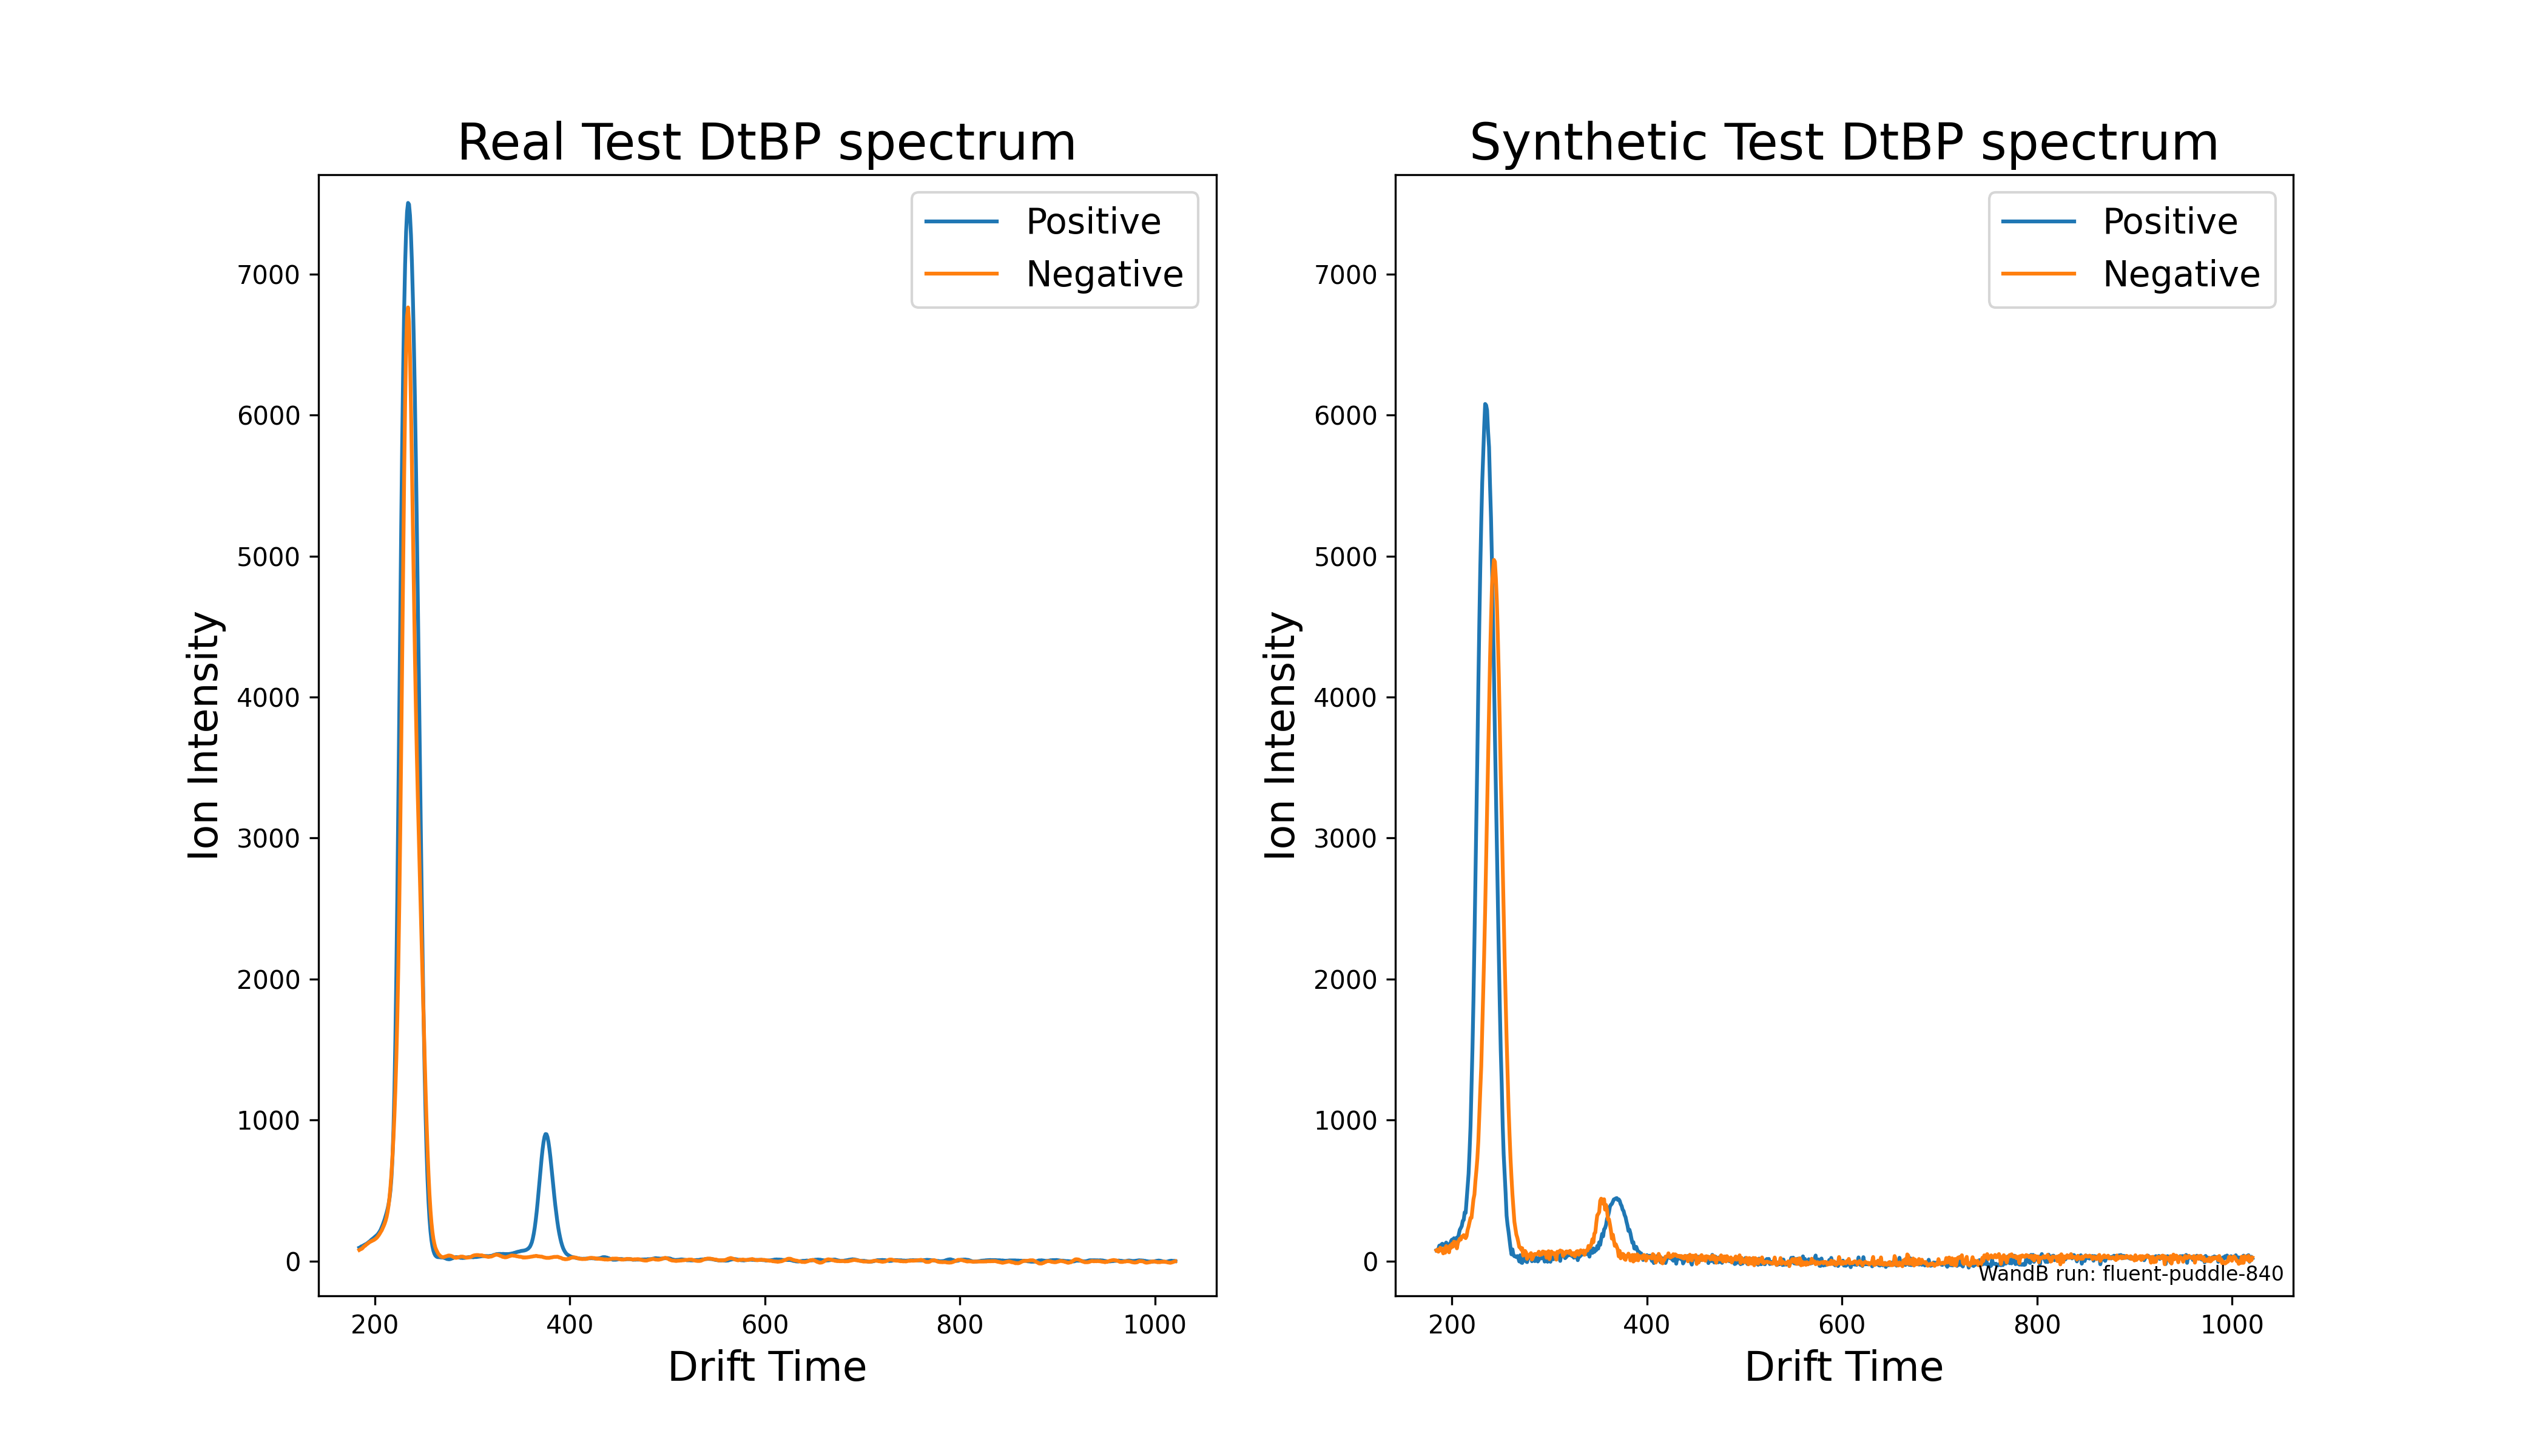 Real Test DtBP spectrum
Positive
Negative
7000
6000
5000
4000
3000
2000
1000
0
Ion Intensity
200 400 600 800 1000
Drift Time
Synthetic Test DtBP spectrum
Positive
Negative
7000
6000
5000
4000
3000
2000
1000
0
Ion Intensity
WandB run: fluent-puddle-840
200 400 600 800 1000
Drift Time